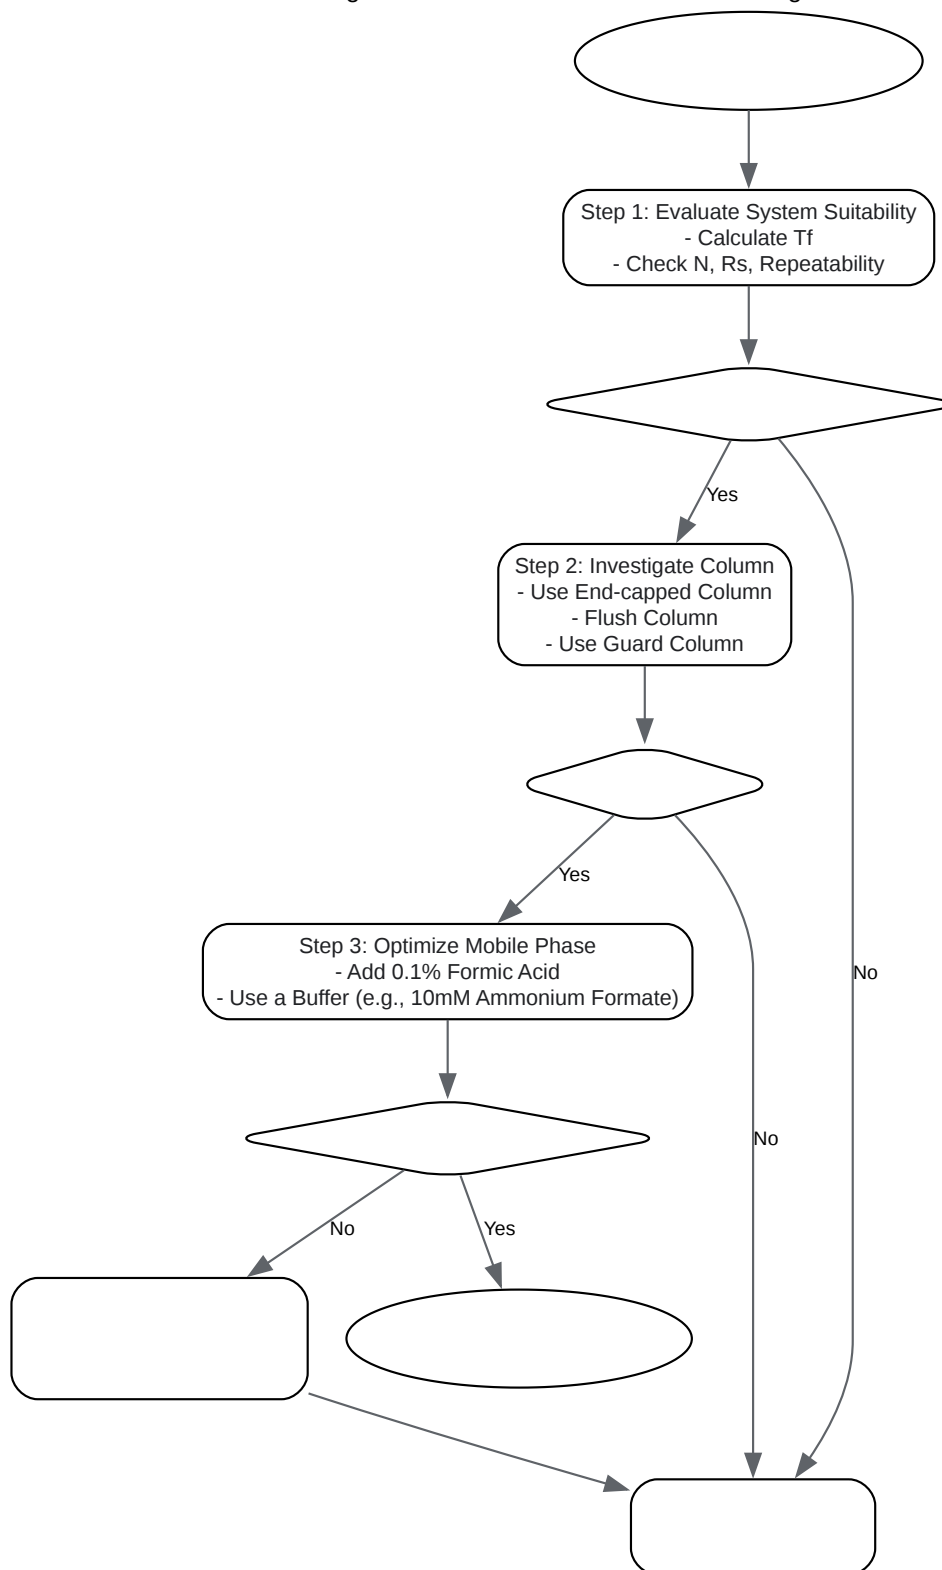 Step 1: Evaluate System Suitability
- Calculate Tf
- Check N, Rs, Repeatability
Yes
Step 2: Investigate Column
- Use End-capped Column
- Flush Column
- Use Guard Column
Yes
Step 3: Optimize Mobile Phase
- Add 0.1% Formic Acid
- Use a Buffer (e.g., 10mM Ammonium Formate)
No
No
No
Yes